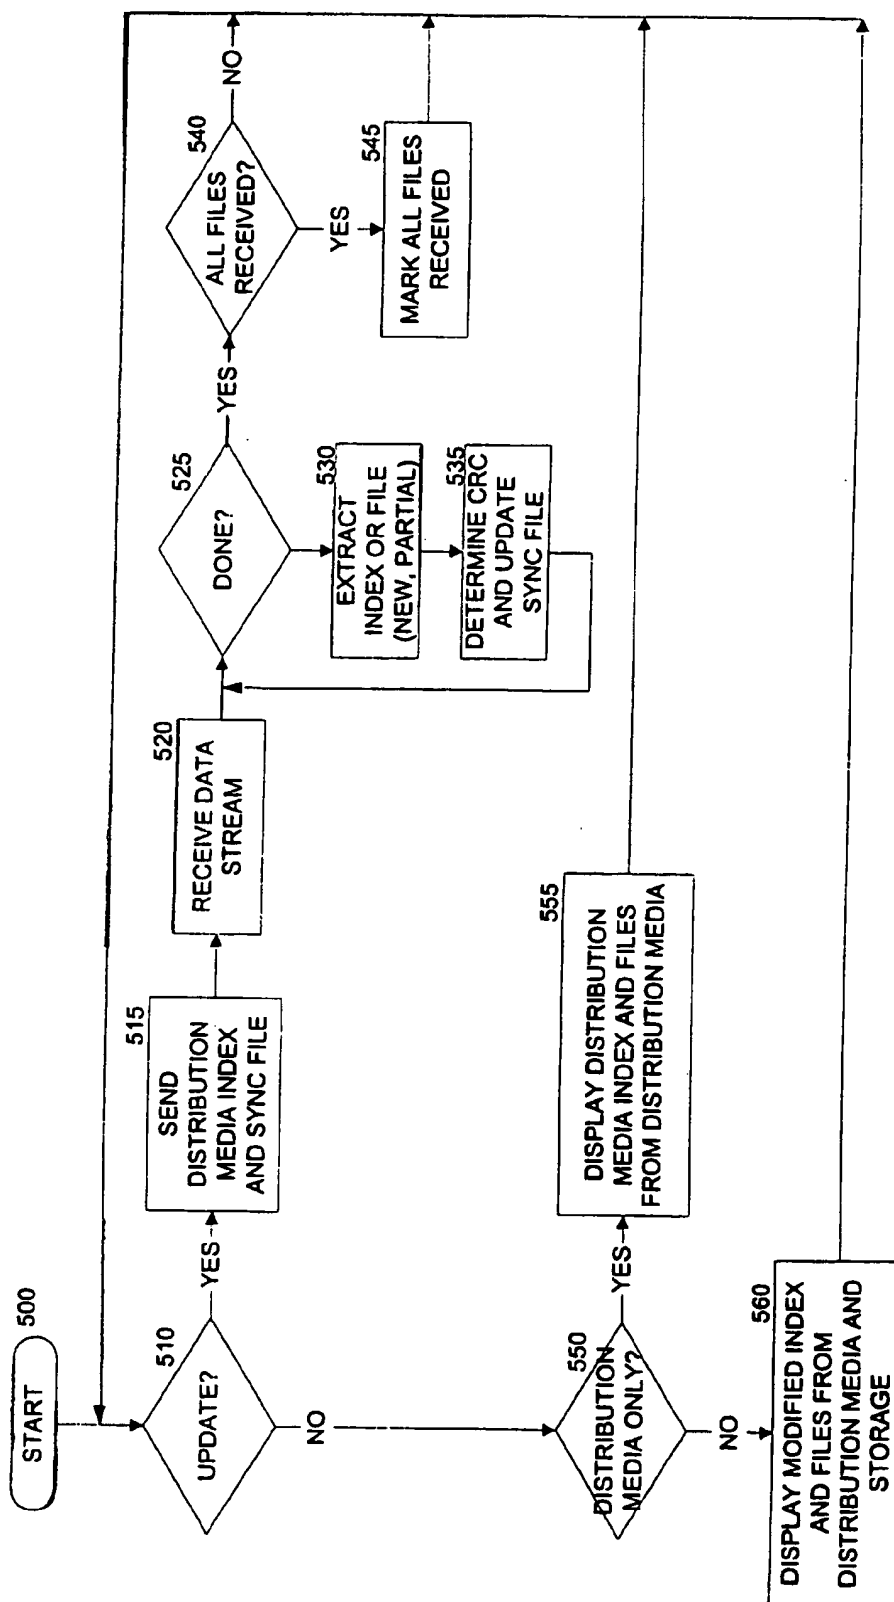 START
500
UPDATE?
510
YES
NO
SEND
DISTRIBUTION
MEDIA INDEX
AND SYNC FILE
515
RECEIVE DATA
STREAM
520
DONE?
525
YES
EXTRACT
INDEX OR FILE
(NEW, PARTIAL)
530
DETERMINE CRC
AND UPDATE
SYNC FILE
535
ALL FILES
RECEIVED?
540
NO
YES
MARK ALL FILES
RECEIVED
545
DISTRIBUTION
MEDIA ONLY?
550
YES
NO
DISPLAY DISTRIBUTION
MEDIA INDEX AND FILES
FROM DISTRIBUTION MEDIA
555
DISPLAY MODIFIED INDEX
AND FILES FROM
DISTRIBUTION MEDIA AND
STORAGE
560